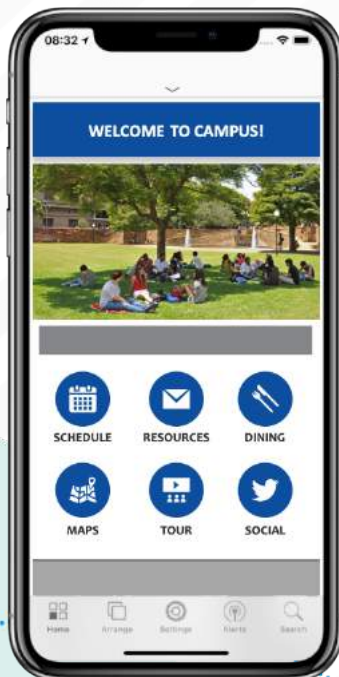 08:32
WELCOME TO CAMPUS!
SCHEDULE RESOURCES DINING
MAPS TOUR SOCIAL
Home Arrange Settings Alerts Search